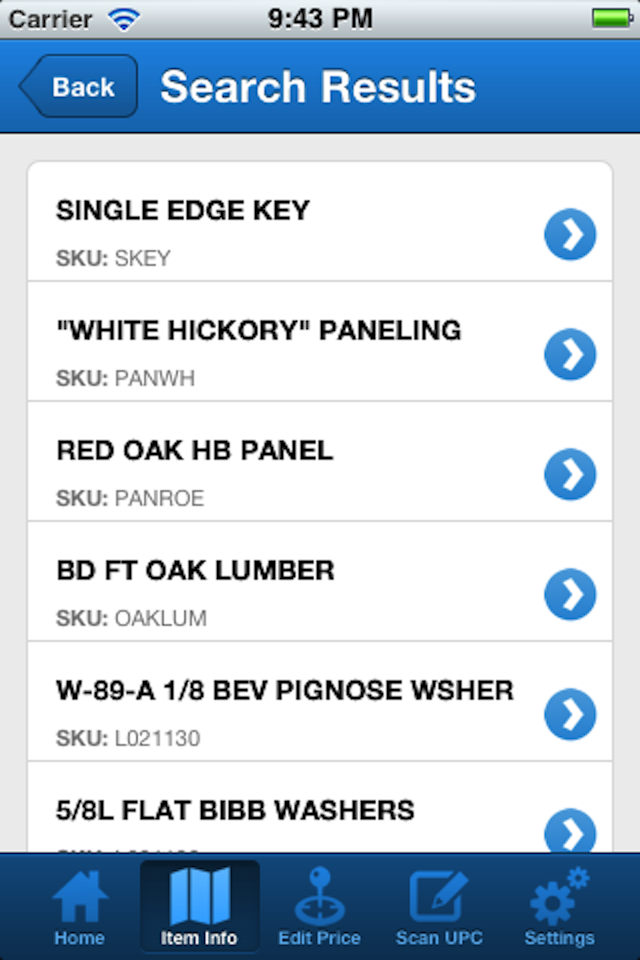 Carrier 9:43 PM
Back Search Results
SINGLE EDGE KEY
SKU: SKEY
"WHITE HICKORY" PANELING
SKU: PANWH
RED OAK HB PANEL
SKU: PANROE
BD FT OAK LUMBER
SKU: OAKLUM
W-89-A 1/8 BEV PIGNOSE WSHER
SKU: L021130
5/8L FLAT BIBB WASHERS
Home Item Info Edit Price Scan UPC Settings